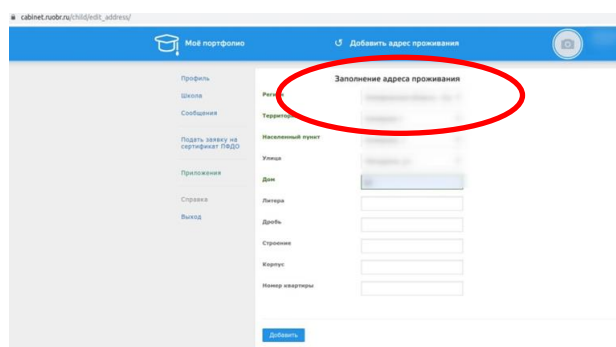 cabinet.ruobr.ru/child/edit_address/
Моё портфолио
Добавить адрес проживания
Профиль
Школа
Сообщения
Подать заявку на
сертификат ПФДО
Приложения
Справка
Выход
Заполнение адреса проживания
Населенный пункт
Улица
Дом
Литера
Дробь
Строение
Корпус
Номер квартиры
Добавить